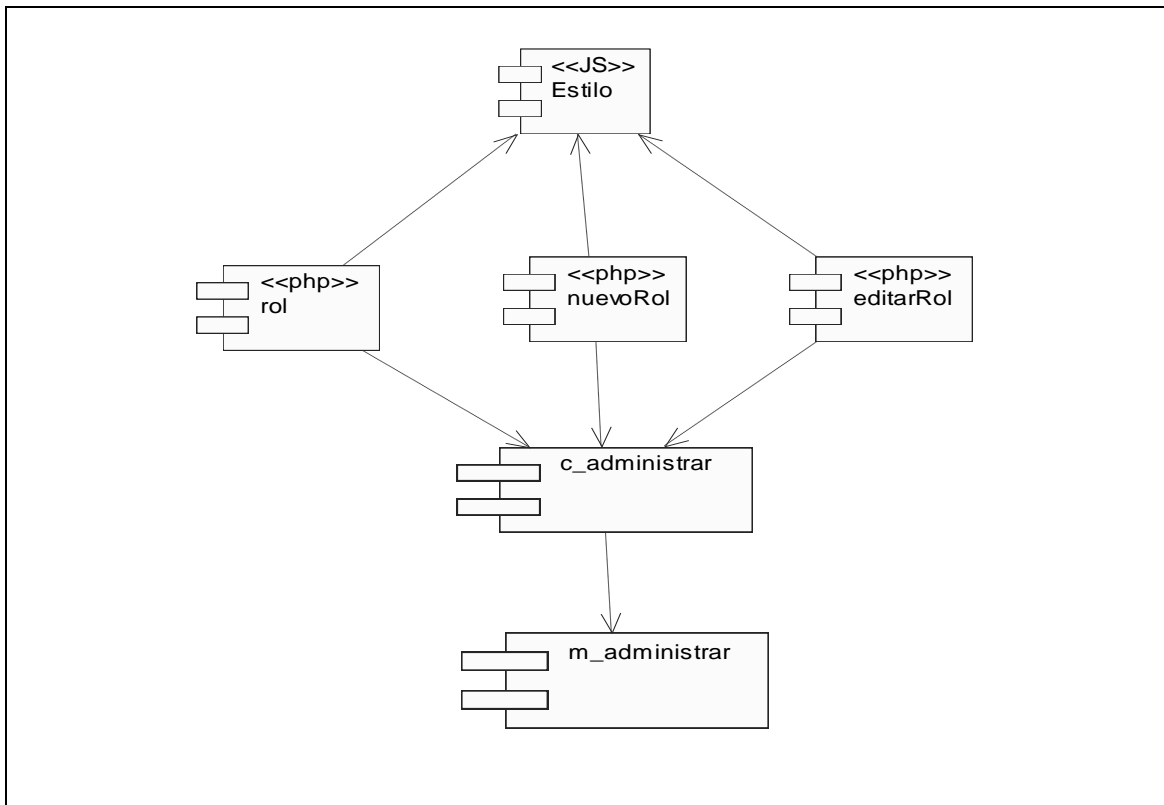 <<JS>>
Estilo
<<php>>
rol
<<php>>
nuevoRol
<<php>>
editarRol
c_administrar
m_administrar